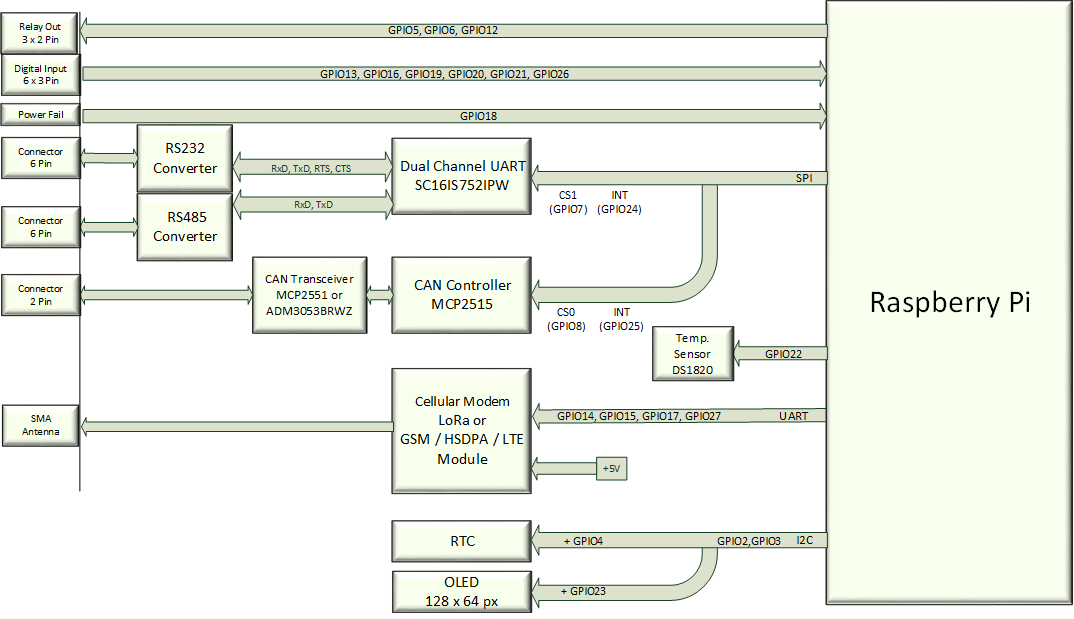 Relay Out
3 x 2 Pin
GPIO5, GPIO6, GPIO12
Digital Input
6 x 3 Pin
GPIO13, GPIO16, GPIO19, GPIO20, GPIO21, GPIO26
Power Fail
GPIO18
Connector
6 Pin
RS232
Converter
RxD, TxD, RTS, CTS
Dual Channel UART
SC16IS752IPW
SPI
CS1
(GPIO7)
INT
(GPIO24)
Connector
6 Pin
RS485
Converter
RxD, TxD
Connector
2 Pin
CAN Transceiver
MCP2551 or
ADM3053BRWZ
CAN Controller
MCP2515
CS0
(GPIO8)
INT
(GPIO25)
Raspberry Pi
Temp.
Sensor
DS1820
GPIO22
SMA
Antenna
Cellular Modem
LoRa or
GSM / HSDPA / LTE
Module
GPIO14, GPIO15, GPIO17, GPIO27
UART
+5V
RTC
+ GPIO4
GPIO2,GPIO3
I2C
OLED
128 x 64 px
+ GPIO23